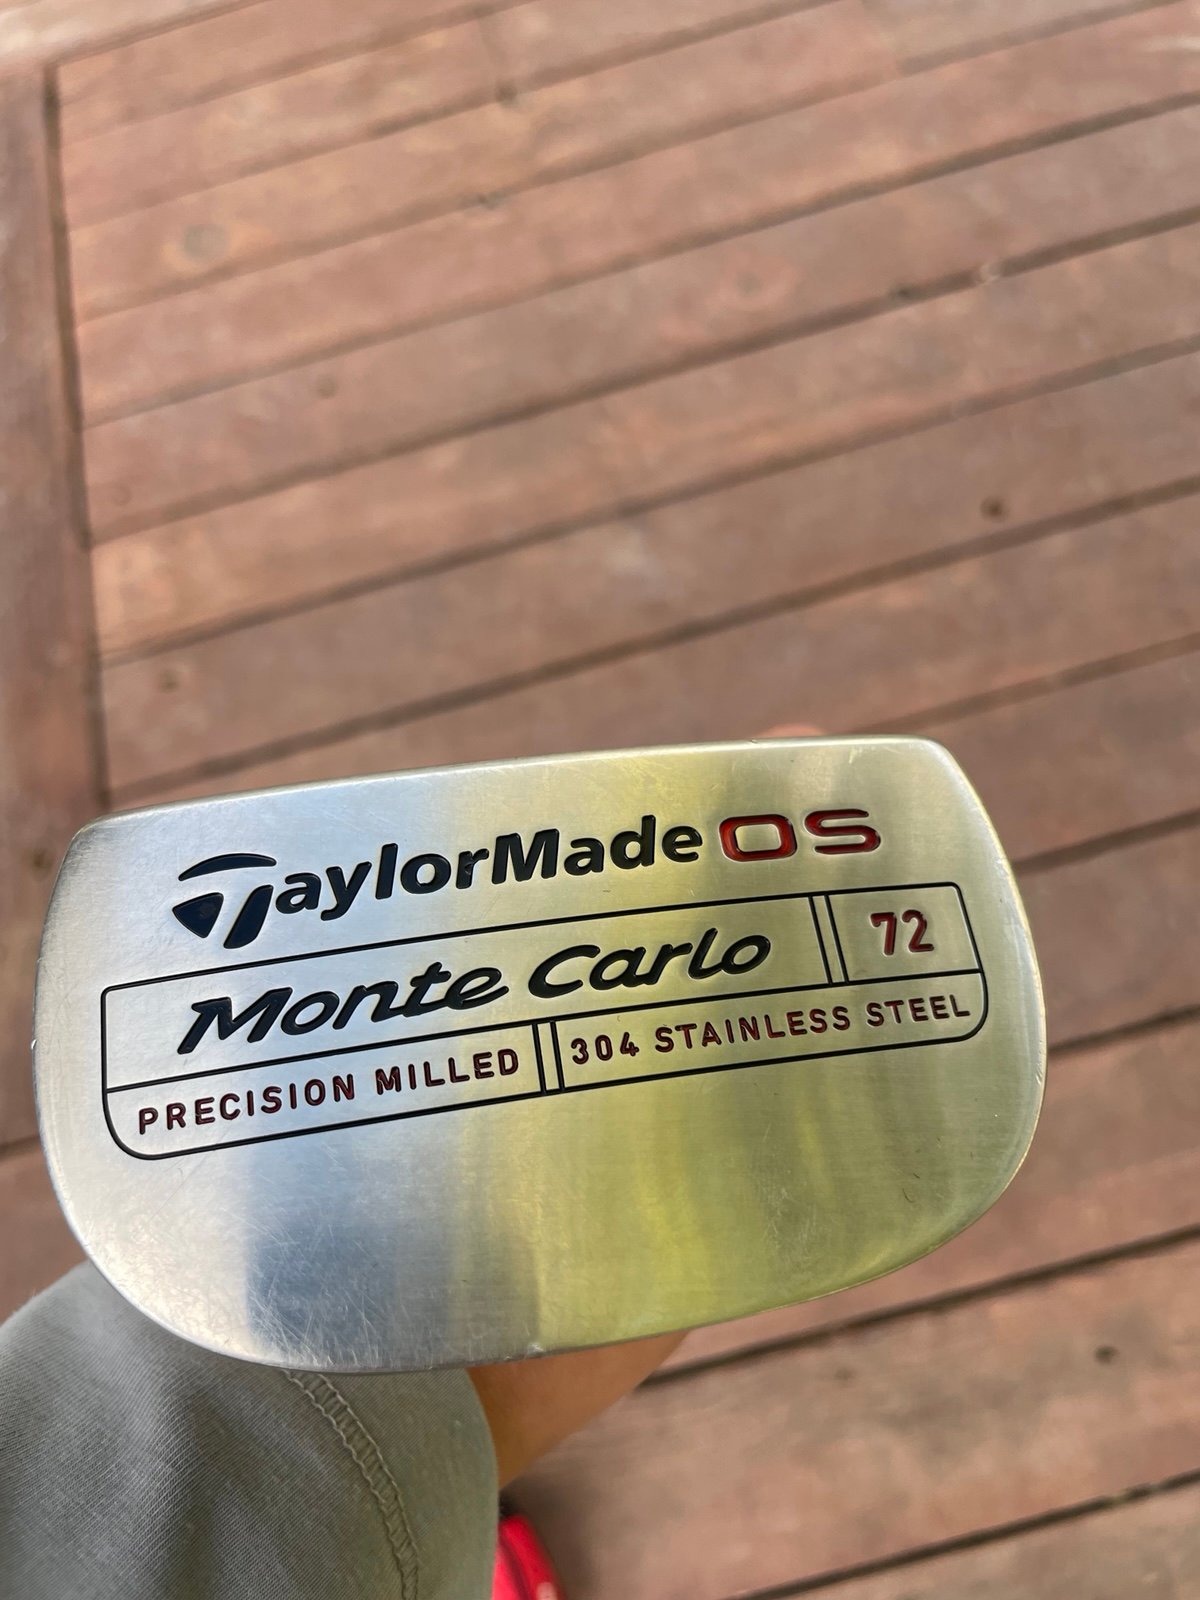 TaylorMade OS
Monte Carlo 72
PRECISION MILLED 304 STAINLESS STEEL